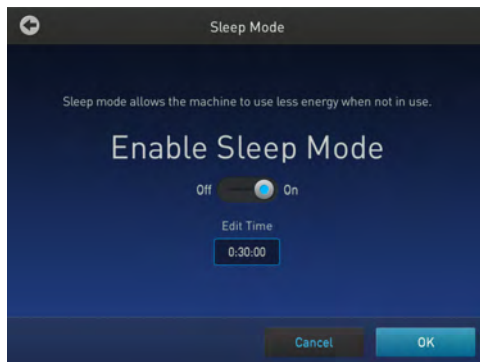 Sleep Mode
Sleep mode allows the machine to use less energy when not in use.
Enable Sleep Mode
Off On
Edit Time
0:30:00
Cancel OK